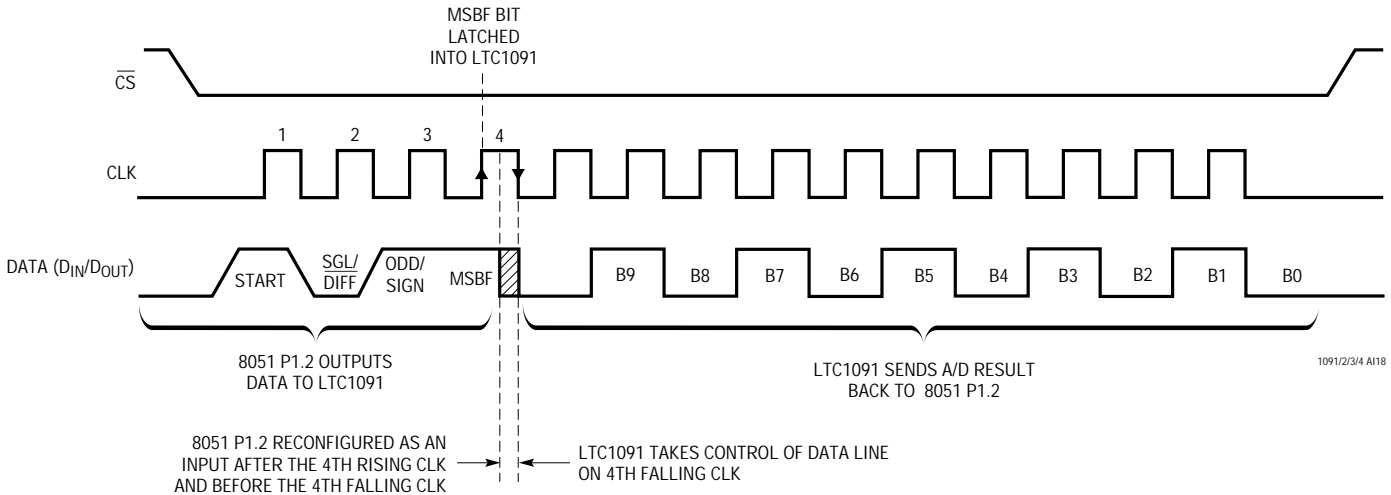 MSBF BIT
LATCHED
INTO LTC1091
CS
1 2 3 4
CLK
DATA (DIN/DOUT)
START
SGL/
DIFF
ODD/
SIGN
MSBF
B9 B8 B7 B6 B5 B4 B3 B2 B1 B0
8051 P1.2 OUTPUTS
DATA TO LTC1091
LTC1091 SENDS A/D RESULT
BACK TO 8051 P1.2
1091/2/3/4 AI18
8051 P1.2 RECONFIGURED AS AN
INPUT AFTER THE 4TH RISING CLK
AND BEFORE THE 4TH FALLING CLK
LTC1091 TAKES CONTROL OF DATA LINE
ON 4TH FALLING CLK